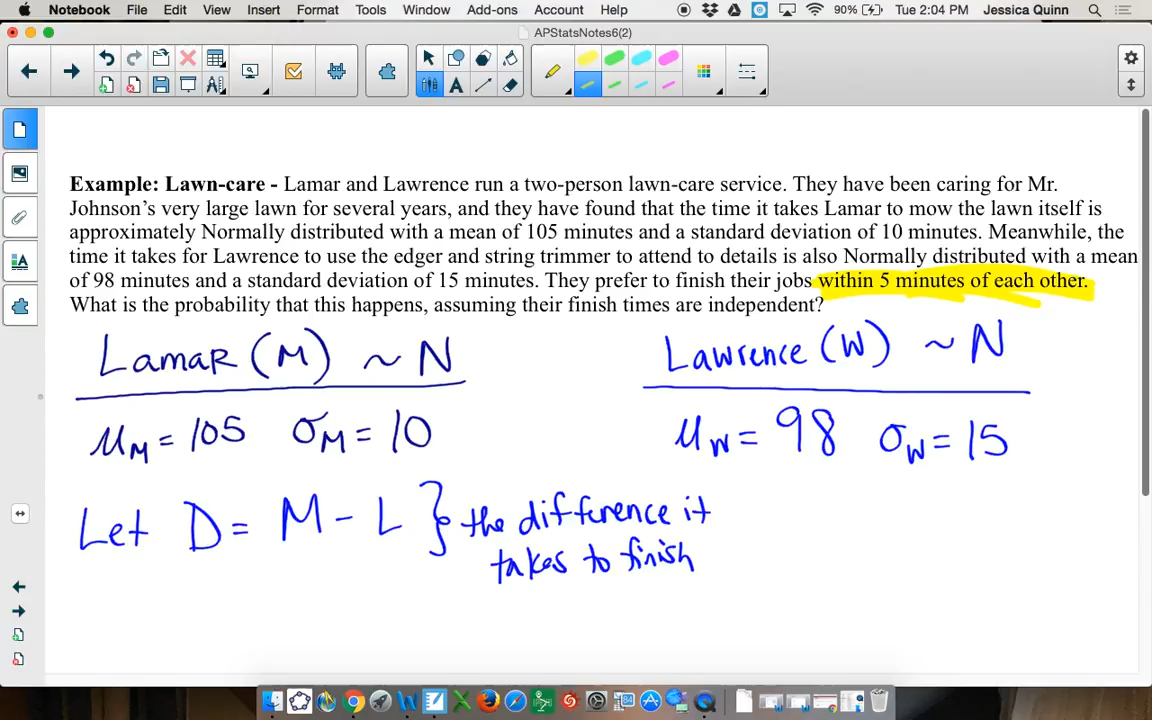 Notebook File Edit View Insert Format Tools Window Add-ons Account Help 90% Tue 2:04 PM Jessica Quinn
APStatsNotes6(2)
Example: Lawn-care - Lamar and Lawrence run a two-person lawn-care service. They have been caring for Mr.
Johnson's very large lawn for several years, and they have found that the time it takes Lamar to mow the lawn itself is
approximately Normally distributed with a mean of 105 minutes and a standard deviation of 10 minutes. Meanwhile, the
time it takes for Lawrence to use the edger and string trimmer to attend to details is also Normally distributed with a mean
of 98 minutes and a standard deviation of 15 minutes. They prefer to finish their jobs within 5 minutes of each other.
What is the probability that this happens, assuming their finish times are independent?
Lamar (M) ~ N
Lawrence (W) ~ N
μM = 105 σM = 10
μW = 98 σW = 15
Let D = M - L } the difference it
takes to finish